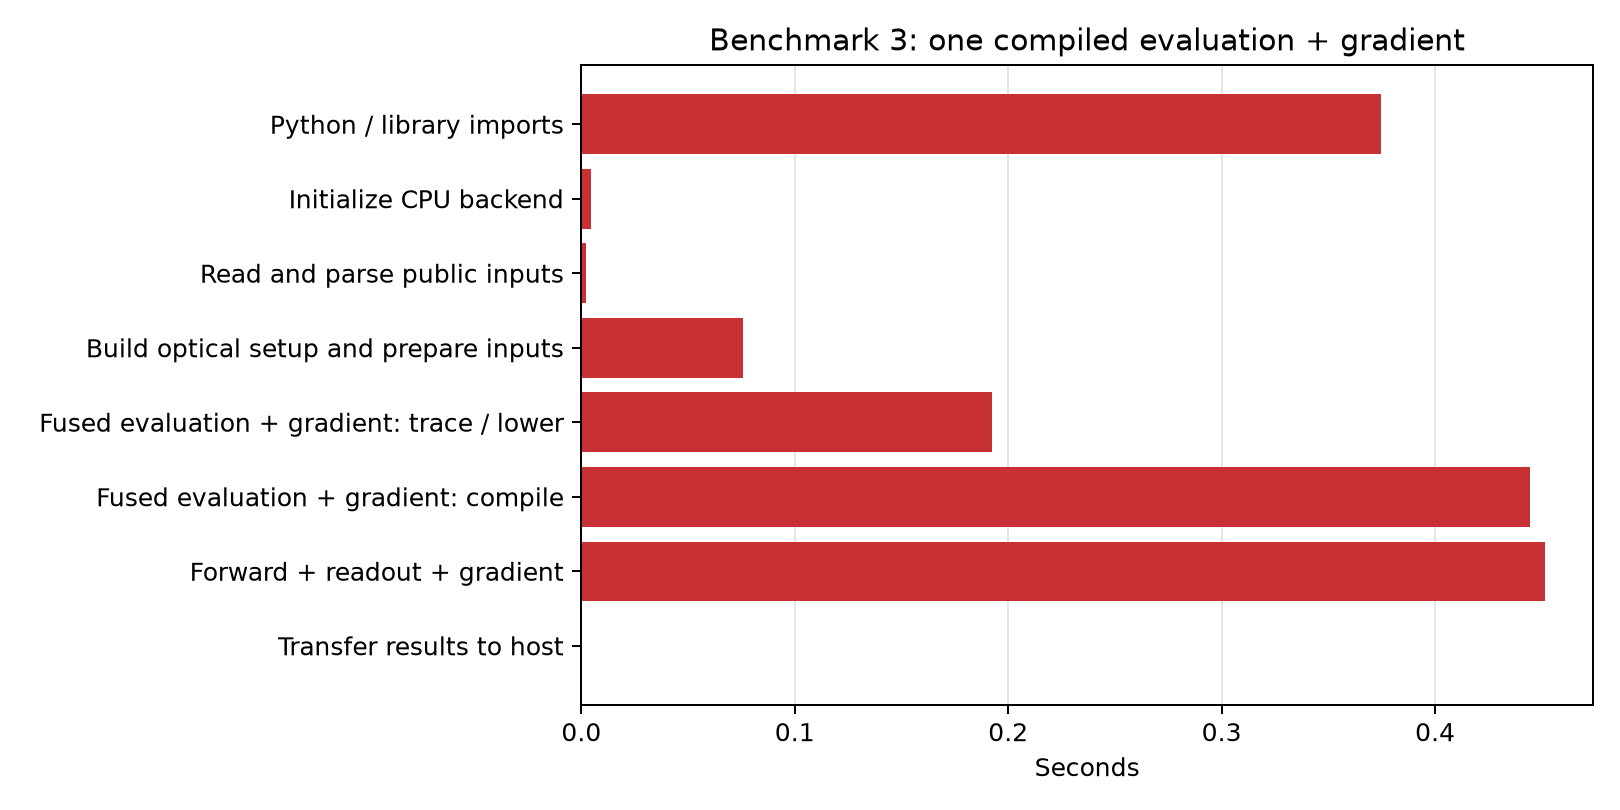 Benchmark 3: one compiled evaluation + gradient
Python / library imports
Initialize CPU backend
Read and parse public inputs
Build optical setup and prepare inputs
Fused evaluation + gradient: trace / lower
Fused evaluation + gradient: compile
Forward + readout + gradient
Transfer results to host
0.0 0.1 0.2 0.3 0.4
Seconds